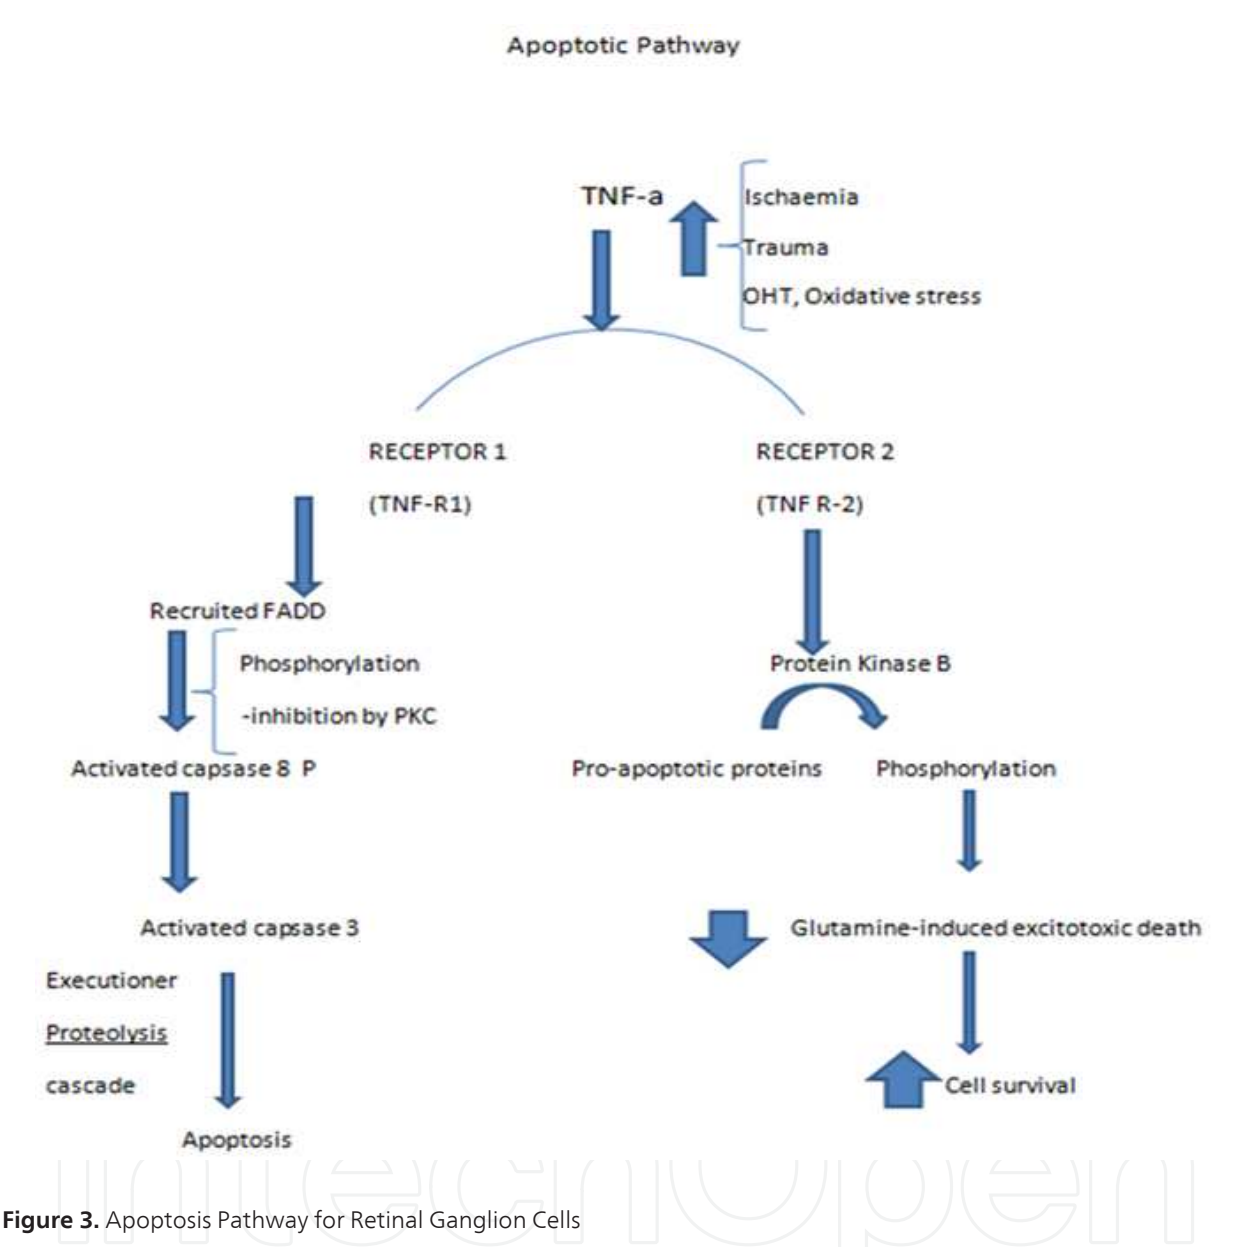 Apoptotic Pathway
TNF-a
Ischaemia
Trauma
OHT, Oxidative stress
RECEPTOR 1
(TNF-R1)
RECEPTOR 2
(TNF R-2)
Recruited FADD
Phosphorylation
-inhibition by PKC
Activated capsase 8 P
Activated capsase 3
Executioner
Proteolysis
cascade
Apoptosis
Protein Kinase B
Pro-apoptotic proteins
Phosphorylation
Glutamine-induced excitotoxic death
Cell survival
IntechOpen
Figure 3. Apoptosis Pathway for Retinal Ganglion Cells